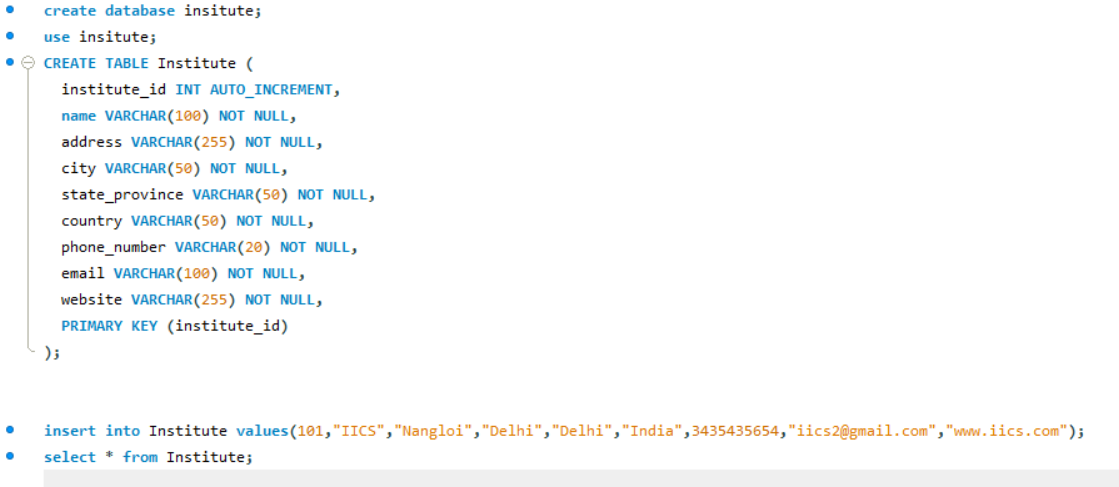 create database insitute;
use insitute;
CREATE TABLE Institute (
institute_id INT AUTO_INCREMENT,
name VARCHAR(100) NOT NULL,
address VARCHAR(255) NOT NULL,
city VARCHAR(50) NOT NULL,
state_province VARCHAR(50) NOT NULL,
country VARCHAR(50) NOT NULL,
phone_number VARCHAR(20) NOT NULL,
email VARCHAR(100) NOT NULL,
website VARCHAR(255) NOT NULL,
PRIMARY KEY (institute_id)
);
insert into Institute values(101,"IICS","Nangloi","Delhi","Delhi","India",3435435654,"iics2@gmail.com","www.iics.com");
select * from Institute;